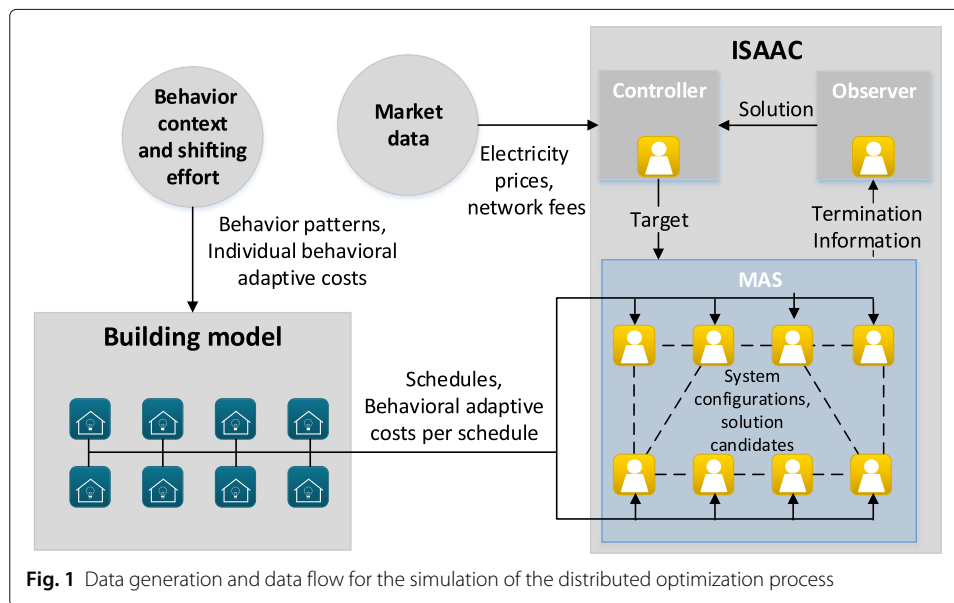 ISAAC
Behavior
context
and shifting
effort
Market
data
Controller
Observer
Solution
Electricity
prices,
network fees
Target
Termination
Information
Behavior patterns,
Individual behavioral
adaptive costs
MAS
Building model
Schedules,
Behavioral adaptive
costs per schedule
System
configurations,
solution
candidates
Fig. 1 Data generation and data flow for the simulation of the distributed optimization process